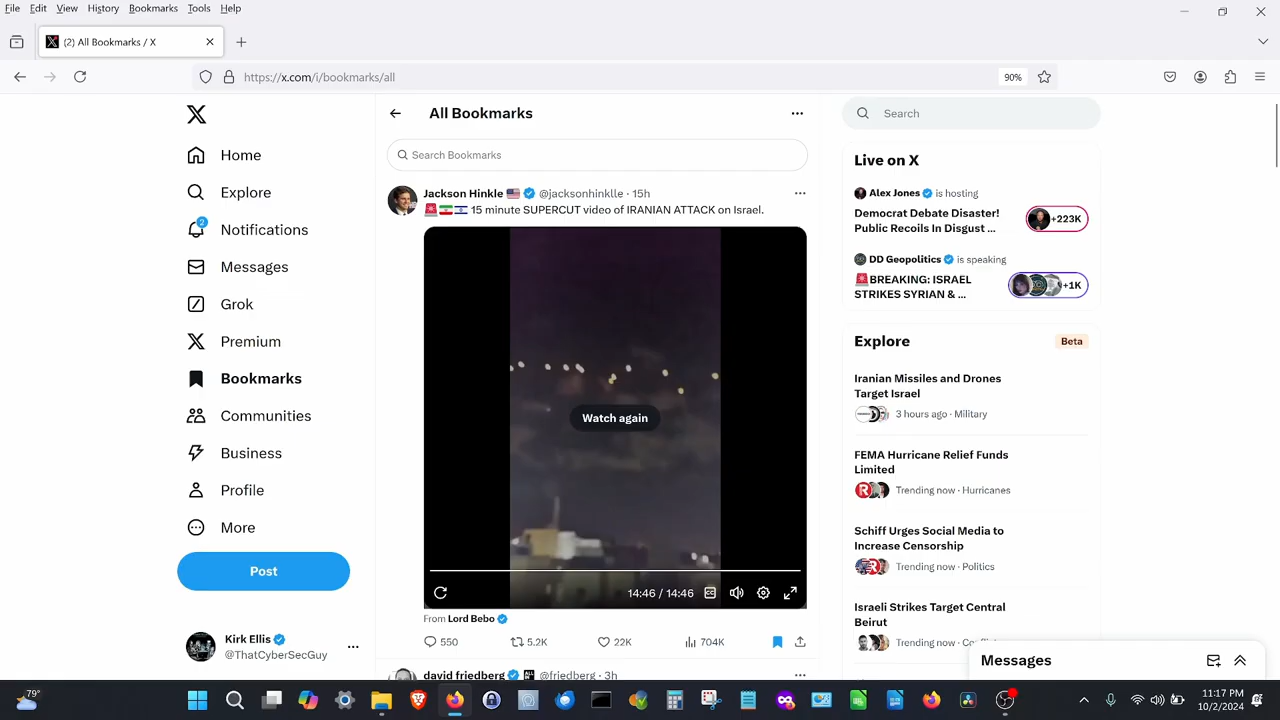 File Edit View History Bookmarks Tools Help
(2) All Bookmarks / X
https://x.com/i/bookmarks/all
90%
Home
Explore
2
Notifications
Messages
Grok
Premium
Bookmarks
Communities
Business
Profile
More
Post
Kirk Ellis
@ThatCyberSecGuy
All Bookmarks
Search Bookmarks
Jackson Hinkle @jacksonhinklle · 15h
15 minute SUPERCUT video of IRANIAN ATTACK on Israel.
Watch again
14:46 / 14:46
From Lord Bebo
550 5.2K 22K 704K
david friedberg @friedberg · 3h
Search
Live on X
Alex Jones is hosting
Democrat Debate Disaster!
Public Recoils In Disgust ...
+223K
DD Geopolitics is speaking
BREAKING: ISRAEL
STRIKES SYRIAN & ...
+1K
Explore
Beta
Iranian Missiles and Drones
Target Israel
3 hours ago · Military
FEMA Hurricane Relief Funds
Limited
Trending now · Hurricanes
Schiff Urges Social Media to
Increase Censorship
Trending now · Politics
Israeli Strikes Target Central
Beirut
Trending now ·
Messages
79°
11:17 PM
10/2/2024